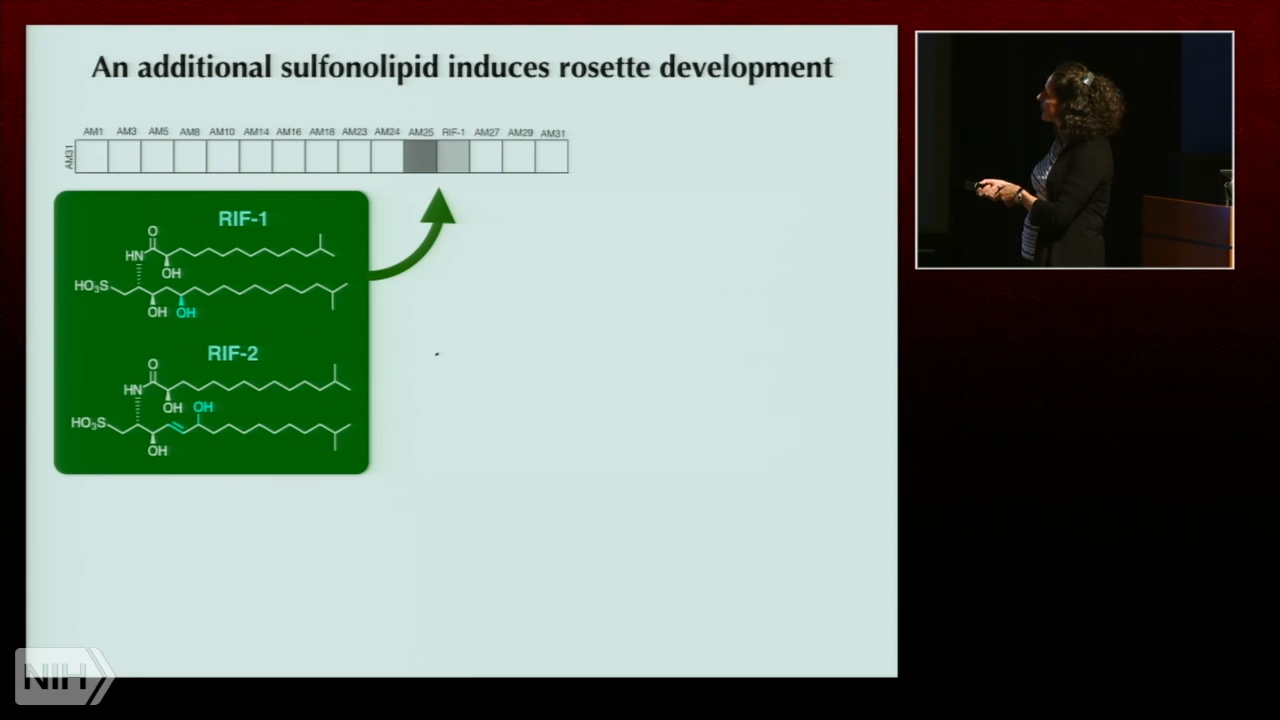 An additional sulfonolipid induces rosette development
AM1 AM3 AM5 AM8 AM10 AM14 AM16 AM18 AM23 AM24 AM25 RIF-1 AM27 AM29 AM31
AM31
RIF-1
O
HN
OH
HO3S
OH OH
RIF-2
O
HN
OH OH
HO3S
OH
NIH